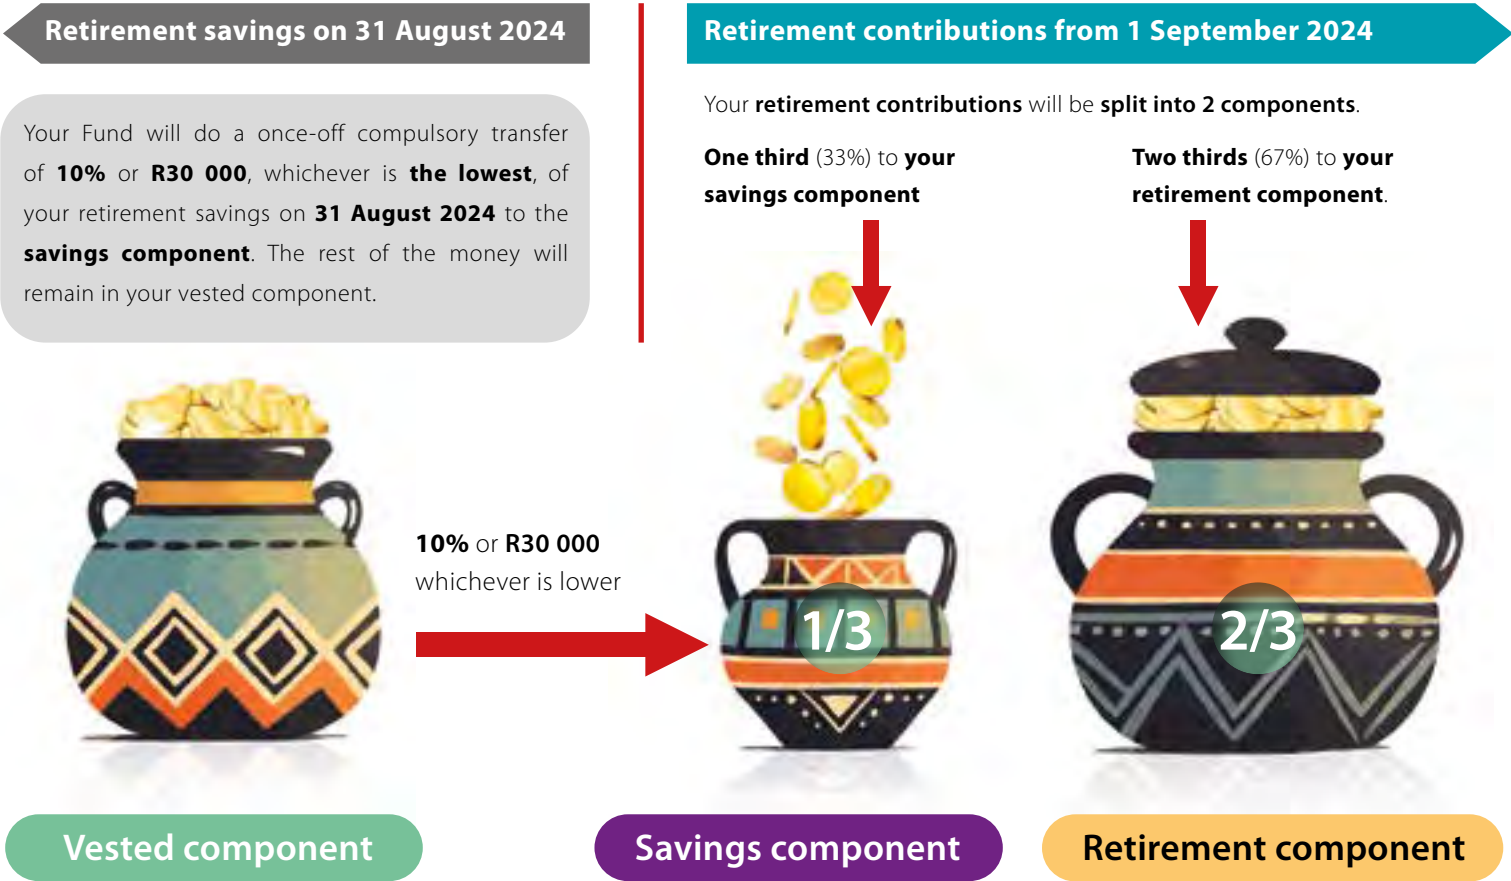 Retirement savings on 31 August 2024
Your Fund will do a once-off compulsory transfer
of 10% or R30 000, whichever is the lowest, of
your retirement savings on 31 August 2024 to the
savings component. The rest of the money will
remain in your vested component.
Retirement contributions from 1 September 2024
Your retirement contributions will be split into 2 components.
One third (33%) to your
savings component
Two thirds (67%) to your
retirement component.
10% or R30 000
whichever is lower
1/3
2/3
Vested component
Savings component
Retirement component